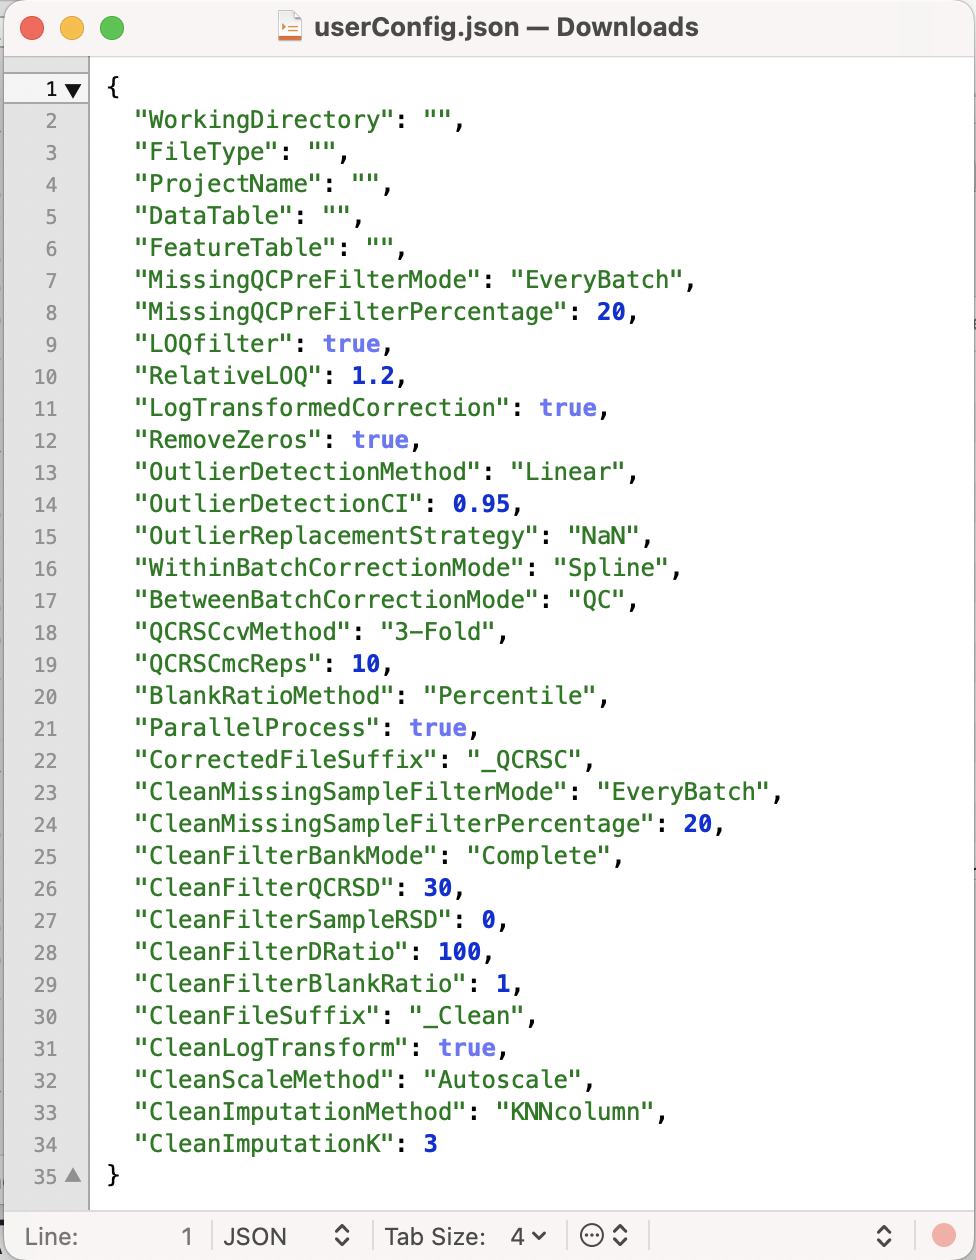 userConfig.json — Downloads
1 {
2 "WorkingDirectory": "",
3 "FileType": "",
4 "ProjectName": "",
5 "DataTable": "",
6 "FeatureTable": "",
7 "MissingQCPreFilterMode": "EveryBatch",
8 "MissingQCPreFilterPercentage": 20,
9 "LOQfilter": true,
10 "RelativeLOQ": 1.2,
11 "LogTransformedCorrection": true,
12 "RemoveZeros": true,
13 "OutlierDetectionMethod": "Linear",
14 "OutlierDetectionCI": 0.95,
15 "OutlierReplacementStrategy": "NaN",
16 "WithinBatchCorrectionMode": "Spline",
17 "BetweenBatchCorrectionMode": "QC",
18 "QCRSCcvMethod": "3-Fold",
19 "QCRSCmcReps": 10,
20 "BlankRatioMethod": "Percentile",
21 "ParallelProcess": true,
22 "CorrectedFileSuffix": "_QCRSC",
23 "CleanMissingSampleFilterMode": "EveryBatch",
24 "CleanMissingSampleFilterPercentage": 20,
25 "CleanFilterBankMode": "Complete",
26 "CleanFilterQCRSD": 30,
27 "CleanFilterSampleRSD": 0,
28 "CleanFilterDRatio": 100,
29 "CleanFilterBlankRatio": 1,
30 "CleanFileSuffix": "_Clean",
31 "CleanLogTransform": true,
32 "CleanScaleMethod": "Autoscale",
33 "CleanImputationMethod": "KNNcolumn",
34 "CleanImputationK": 3
35 }
Line: 1 JSON Tab Size: 4